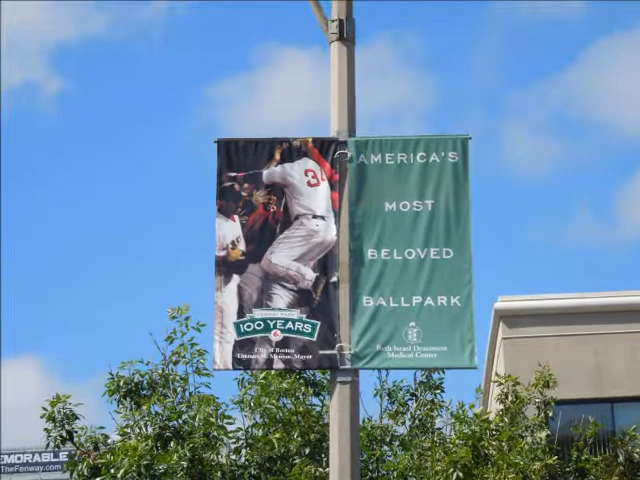 34
100 YEARS
City of Boston
Thomas M. Menino, Mayor
AMERICA'S
MOST
BELOVED
BALLPARK
Beth Israel Deaconess
Medical Center
EMORABLE
TheFenway.com